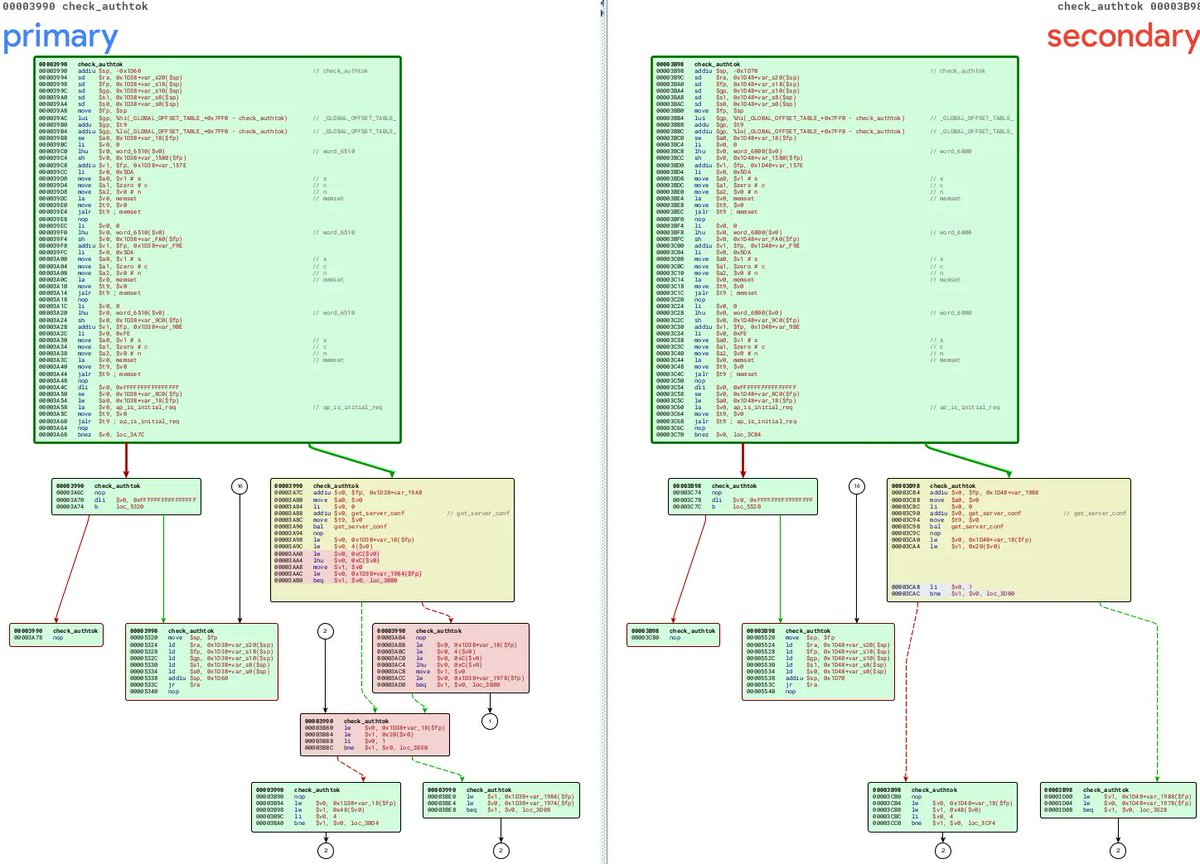 00003990 check_authtok
primary
00003990 check_authtok
00003990 addiu $sp, -0x1D60 // check_authtok
00003994 sd $ra, 0x1D38+var_s20($sp)
00003998 sd $fp, 0x1D38+var_s18($sp)
0000399C sd $gp, 0x1D38+var_s10($sp)
000039A0 sd $s1, 0x1D38+var_s8($sp)
000039A4 sd $s0, 0x1D38+var_s0($sp)
000039A8 move $fp, $sp
000039AC lui $gp, %hi(_GLOBAL_OFFSET_TABLE_+0x7FF0 - check_authtok) // _GLOBAL_OFFSET_TABLE_
000039B0 addu $gp, $t9
000039B4 addiu $gp, %lo(_GLOBAL_OFFSET_TABLE_+0x7FF0 - check_authtok) // _GLOBAL_OFFSET_TABLE_
000039B8 sw $a0, 0x1D38+var_18($fp)
000039BC li $v0, 0
000039C0 lhu $v0, word_6510($v0) // word_6510
000039C4 sh $v0, 0x1D38+var_1580($fp)
000039C8 addiu $v1, $fp, 0x1D38+var_157E
000039CC li $v0, 0x5DA
000039D0 move $a0, $v1 # s // s
000039D4 move $a1, $zero # c // c
000039D8 move $a2, $v0 # n // n
000039DC la $v0, memset // memset
000039E0 move $t9, $v0
000039E4 jalr $t9 ; memset
000039E8 nop
000039EC li $v0, 0
000039F0 lhu $v0, word_6510($v0) // word_6510
000039F4 sh $v0, 0x1D38+var_FA0($fp)
000039F8 addiu $v1, $fp, 0x1D38+var_F9E
000039FC li $v0, 0x5DA
00003A00 move $a0, $v1 # s // s
00003A04 move $a1, $zero # c // c
00003A08 move $a2, $v0 # n // n
00003A0C la $v0, memset // memset
00003A10 move $t9, $v0
00003A14 jalr $t9 ; memset
00003A18 nop
00003A1C li $v0, 0
00003A20 lhu $v0, word_6510($v0) // word_6510
00003A24 sh $v0, 0x1D38+var_9C0($fp)
00003A28 addiu $v1, $fp, 0x1D38+var_9BE
00003A2C li $v0, 0xFE
00003A30 move $a0, $v1 # s // s
00003A34 move $a1, $zero # c // c
00003A38 move $a2, $v0 # n // n
00003A3C la $v0, memset // memset
00003A40 move $t9, $v0
00003A44 jalr $t9 ; memset
00003A48 nop
00003A4C dli $v0, 0xFFFFFFFFFFFFFFFF
00003A50 sw $v0, 0x1D38+var_8C0($fp)
00003A54 lw $a0, 0x1D38+var_18($fp)
00003A58 la $v0, ap_is_initial_req // ap_is_initial_req
00003A5C move $t9, $v0
00003A60 jalr $t9 ; ap_is_initial_req
00003A64 nop
00003A68 bnez $v0, loc_3A7C
00003990 check_authtok
00003A6C nop
00003A70 dli $v0, 0xFFFFFFFFFFFFFFFF
00003A74 b loc_5320
16
00003990 check_authtok
00003A7C addiu $v0, $fp, 0x1D38+var_19A8
00003A80 move $a0, $v0
00003A84 li $v0, 0
00003A88 addiu $v0, get_server_conf // get_server_conf
00003A8C move $t9, $v0
00003A90 bal get_server_conf
00003A94 nop
00003A98 lw $v0, 0x1D38+var_18($fp)
00003A9C lw $v0, 4($v0)
00003AA0 lw $v0, 0xC($v0)
00003AA4 lhu $v0, 0xC($v0)
00003AA8 move $v1, $v0
00003AAC lw $v0, 0x1D38+var_1984($fp)
00003AB0 beq $v1, $v0, loc_3B80
00003990 check_authtok
00003A78 nop
00003990 check_authtok
00005320 move $sp, $fp
00005324 ld $ra, 0x1D38+var_s20($sp)
00005328 ld $fp, 0x1D38+var_s18($sp)
0000532C ld $gp, 0x1D38+var_s10($sp)
00005330 ld $s1, 0x1D38+var_s8($sp)
00005334 ld $s0, 0x1D38+var_s0($sp)
00005338 addiu $sp, 0x1D60
0000533C jr $ra
00005340 nop
2
00003990 check_authtok
00003AB4 nop
00003AB8 lw $v0, 0x1D38+var_18($fp)
00003ABC lw $v0, 4($v0)
00003AC0 lw $v0, 0xC($v0)
00003AC4 lhu $v0, 0xC($v0)
00003AC8 move $v1, $v0
00003ACC lw $v0, 0x1D38+var_1978($fp)
00003AD0 beq $v1, $v0, loc_3B80
1
00003990 check_authtok
00003B80 lw $v0, 0x1D38+var_18($fp)
00003B84 lw $v1, 0x20($v0)
00003B88 li $v0, 1
00003B8C bne $v1, $v0, loc_3BE0
00003990 check_authtok
00003B90 nop
00003B94 lw $v0, 0x1D38+var_18($fp)
00003B98 lw $v1, 0x48($v0)
00003B9C li $v0, 4
00003BA0 bne $v1, $v0, loc_3BD4
00003990 check_authtok
00003BE0 lw $v1, 0x1D38+var_1984($fp)
00003BE4 lw $v0, 0x1D38+var_1974($fp)
00003BE8 beq $v1, $v0, loc_3D08
2
2
check_authtok 00003B98
secondary
00003B98 check_authtok
00003B98 addiu $sp, -0x1D70 // check_authtok
00003B9C sd $ra, 0x1D48+var_s20($sp)
00003BA0 sd $fp, 0x1D48+var_s18($sp)
00003BA4 sd $gp, 0x1D48+var_s10($sp)
00003BA8 sd $s1, 0x1D48+var_s8($sp)
00003BAC sd $s0, 0x1D48+var_s0($sp)
00003BB0 move $fp, $sp
00003BB4 lui $gp, %hi(_GLOBAL_OFFSET_TABLE_+0x7FF0 - check_authtok) // _GLOBAL_OFFSET_TABLE_
00003BB8 addu $gp, $t9
00003BBC addiu $gp, %lo(_GLOBAL_OFFSET_TABLE_+0x7FF0 - check_authtok) // _GLOBAL_OFFSET_TABLE_
00003BC0 sw $a0, 0x1D48+var_18($fp)
00003BC4 li $v0, 0
00003BC8 lhu $v0, word_6800($v0) // word_6800
00003BCC sh $v0, 0x1D48+var_1580($fp)
00003BD0 addiu $v1, $fp, 0x1D48+var_157E
00003BD4 li $v0, 0x5DA
00003BD8 move $a0, $v1 # s // s
00003BDC move $a1, $zero # c // c
00003BE0 move $a2, $v0 # n // n
00003BE4 la $v0, memset // memset
00003BE8 move $t9, $v0
00003BEC jalr $t9 ; memset
00003BF0 nop
00003BF4 li $v0, 0
00003BF8 lhu $v0, word_6800($v0) // word_6800
00003BFC sh $v0, 0x1D48+var_FA0($fp)
00003C00 addiu $v1, $fp, 0x1D48+var_F9E
00003C04 li $v0, 0x5DA
00003C08 move $a0, $v1 # s // s
00003C0C move $a1, $zero # c // c
00003C10 move $a2, $v0 # n // n
00003C14 la $v0, memset // memset
00003C18 move $t9, $v0
00003C1C jalr $t9 ; memset
00003C20 nop
00003C24 li $v0, 0
00003C28 lhu $v0, word_6800($v0) // word_6800
00003C2C sh $v0, 0x1D48+var_9C0($fp)
00003C30 addiu $v1, $fp, 0x1D48+var_9BE
00003C34 li $v0, 0xFE
00003C38 move $a0, $v1 # s // s
00003C3C move $a1, $zero # c // c
00003C40 move $a2, $v0 # n // n
00003C44 la $v0, memset // memset
00003C48 move $t9, $v0
00003C4C jalr $t9 ; memset
00003C50 nop
00003C54 dli $v0, 0xFFFFFFFFFFFFFFFF
00003C58 sw $v0, 0x1D48+var_8C0($fp)
00003C5C lw $a0, 0x1D48+var_18($fp)
00003C60 la $v0, ap_is_initial_req // ap_is_initial_req
00003C64 move $t9, $v0
00003C68 jalr $t9 ; ap_is_initial_req
00003C6C nop
00003C70 bnez $v0, loc_3C84
00003B98 check_authtok
00003C74 nop
00003C78 dli $v0, 0xFFFFFFFFFFFFFFFF
00003C7C b loc_5520
16
00003B98 check_authtok
00003C84 addiu $v0, $fp, 0x1D48+var_19B8
00003C88 move $a0, $v0
00003C8C li $v0, 0
00003C90 addiu $v0, get_server_conf // get_server_conf
00003C94 move $t9, $v0
00003C98 bal get_server_conf
00003C9C nop
00003CA0 lw $v0, 0x1D48+var_18($fp)
00003CA4 lw $v1, 0x20($v0)
00003CA8 li $v0, 1
00003CAC bne $v1, $v0, loc_3D00
00003B98 check_authtok
00003C80 nop
00003B98 check_authtok
00005520 move $sp, $fp
00005524 ld $ra, 0x1D48+var_s20($sp)
00005528 ld $fp, 0x1D48+var_s18($sp)
0000552C ld $gp, 0x1D48+var_s10($sp)
00005530 ld $s1, 0x1D48+var_s8($sp)
00005534 ld $s0, 0x1D48+var_s0($sp)
00005538 addiu $sp, 0x1D70
0000553C jr $ra
00005540 nop
00003B98 check_authtok
00003CB0 nop
00003CB4 lw $v0, 0x1D48+var_18($fp)
00003CB8 lw $v1, 0x48($v0)
00003CBC li $v0, 4
00003CC0 bne $v1, $v0, loc_3CF4
00003B98 check_authtok
00003D00 lw $v1, 0x1D48+var_1988($fp)
00003D04 lw $v0, 0x1D48+var_1978($fp)
00003D08 beq $v1, $v0, loc_3E28
2
2